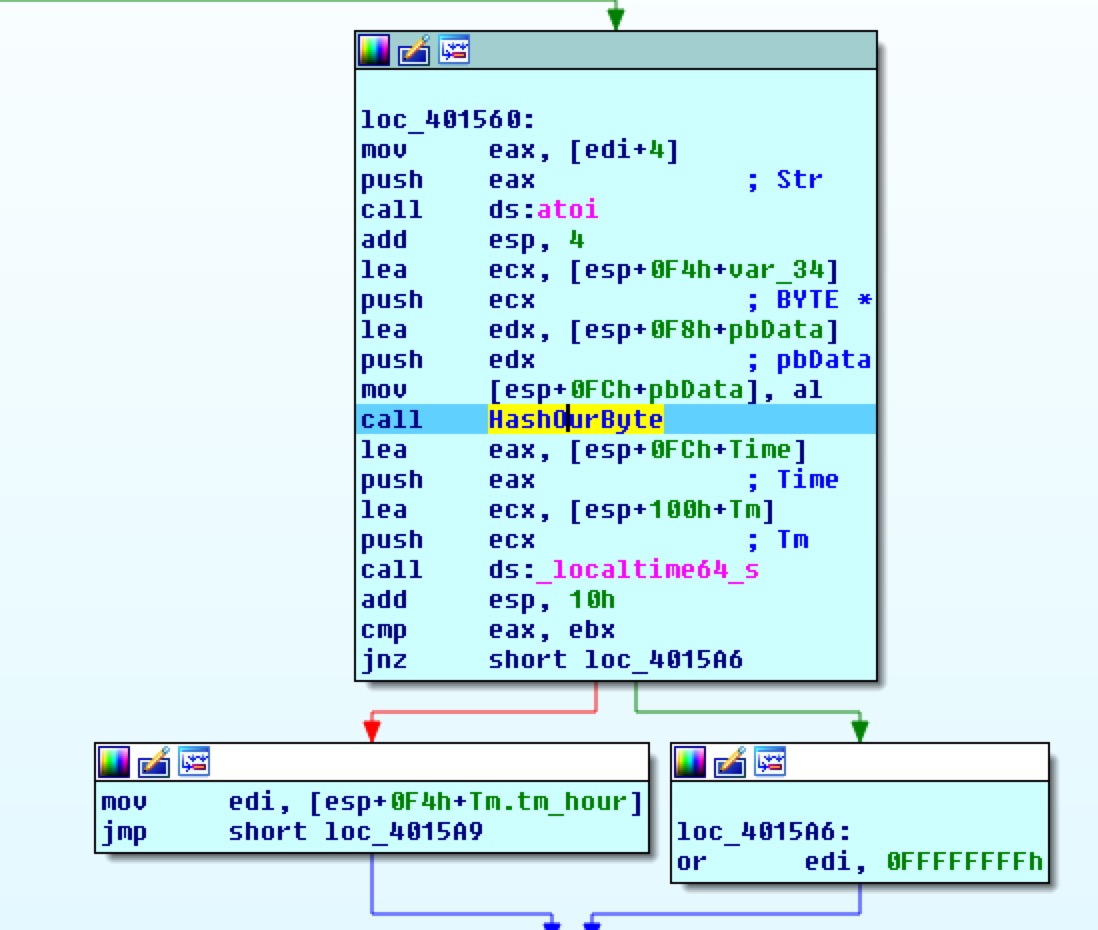 loc_401560:
mov eax, [edi+4]
push eax ; Str
call ds:atoi
add esp, 4
lea ecx, [esp+0F4h+var_34]
push ecx ; BYTE *
lea edx, [esp+0F8h+pbData]
push edx ; pbData
mov [esp+0FCh+pbData], al
call HashOurByte
lea eax, [esp+0FCh+Time]
push eax ; Time
lea ecx, [esp+100h+Tm]
push ecx ; Tm
call ds:_localtime64_s
add esp, 10h
cmp eax, ebx
jnz short loc_4015A6
mov edi, [esp+0F4h+Tm.tm_hour]
jmp short loc_4015A9
loc_4015A6:
or edi, 0FFFFFFFFh